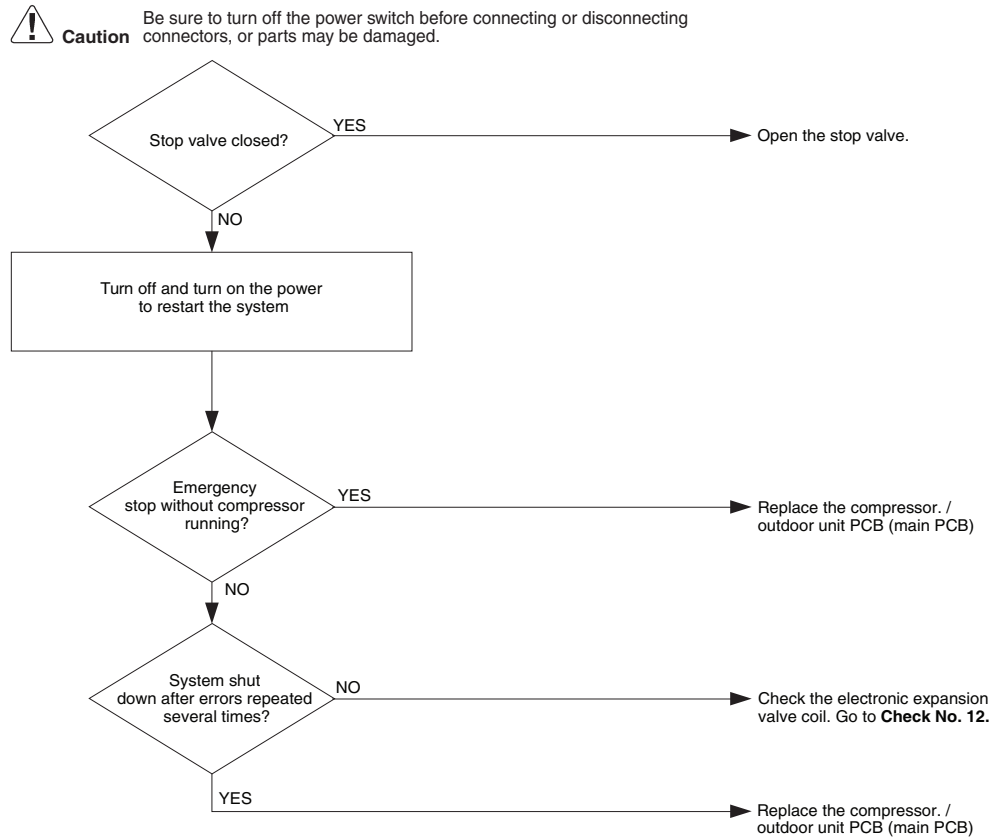 Be sure to turn off the power switch before connecting or disconnecting
Caution connectors, or parts may be damaged.
Stop valve closed?
YES
Open the stop valve.
NO
Turn off and turn on the power
to restart the system
Emergency
stop without compressor
running?
YES
Replace the compressor. /
outdoor unit PCB (main PCB)
NO
System shut
down after errors repeated
several times?
NO
Check the electronic expansion
valve coil. Go to Check No. 12.
YES
Replace the compressor. /
outdoor unit PCB (main PCB)